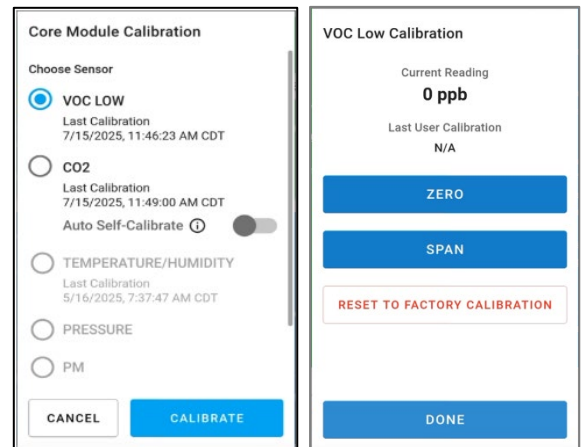 Core Module Calibration
Choose Sensor
VOC LOW
Last Calibration
7/15/2025, 11:46:23 AM CDT
CO2
Last Calibration
7/15/2025, 11:49:00 AM CDT
Auto Self-Calibrate
TEMPERATURE/HUMIDITY
Last Calibration
5/16/2025, 7:37:47 AM CDT
PRESSURE
PM
CANCEL
CALIBRATE
VOC Low Calibration
Current Reading
0 ppb
Last User Calibration
N/A
ZERO
SPAN
RESET TO FACTORY CALIBRATION
DONE